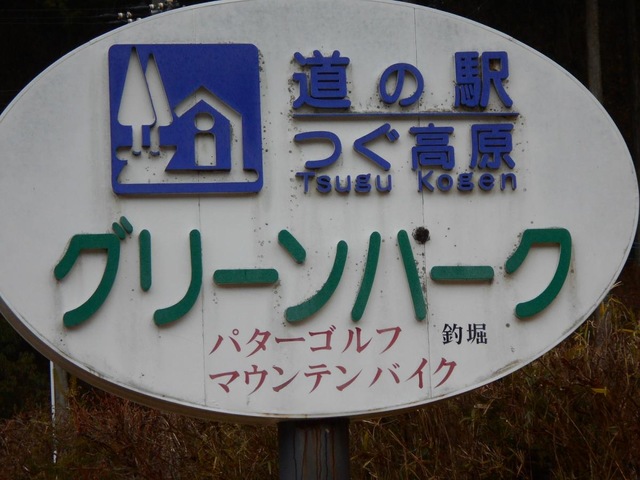 道の駅
つぐ高原
Tsugu Kogen
グリーンパーク
パターゴルフ 釣堀
マウンテンバイク